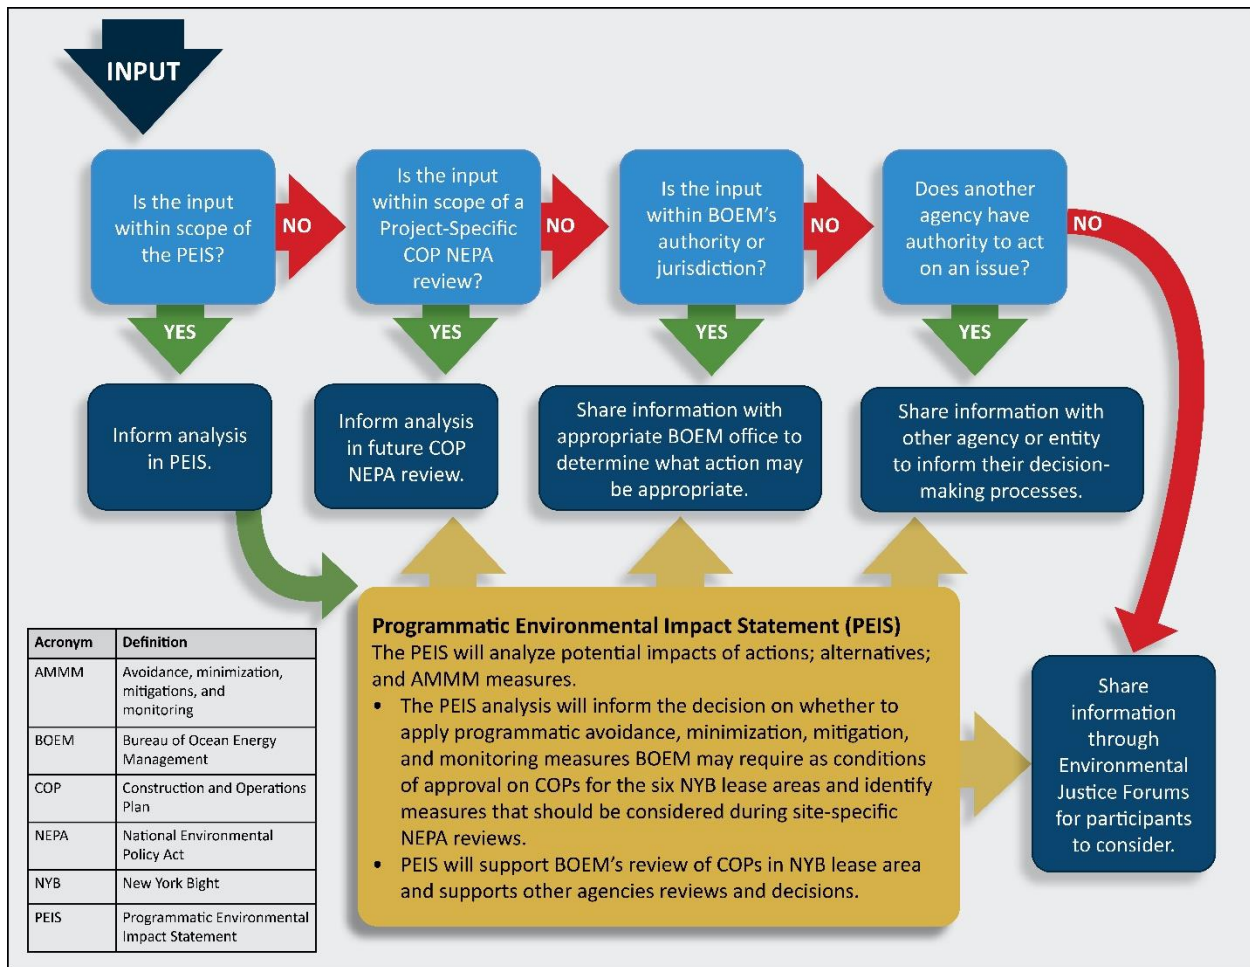 INPUT
Is the input
within scope of
the PEIS?
NO
Is the input
within scope of a
Project-Specific
COP NEPA
review?
NO
Is the input
within BOEM's
authority or
jurisdiction?
NO
Does another
agency have
authority to act
on an issue?
NO
YES
YES
YES
YES
Inform analysis
in PEIS.
Inform analysis
in future COP
NEPA review.
Share information with
appropriate BOEM office to
determine what action may
be appropriate.
Share information with
other agency or entity
to inform their decision-
making processes.
Programmatic Environmental Impact Statement (PEIS)
The PEIS will analyze potential impacts of actions; alternatives;
and AMMM measures.
• The PEIS analysis will inform the decision on whether to
apply programmatic avoidance, minimization, mitigation,
and monitoring measures BOEM may require as conditions
of approval on COPs for the six NYB lease areas and identify
measures that should be considered during site-specific
NEPA reviews.
• PEIS will support BOEM's review of COPs in NYB lease area
and supports other agencies reviews and decisions.
Share
information
through
Environmental
Justice Forums
for participants
to consider.
Acronym Definition
AMMM Avoidance, minimization,
mitigations, and
monitoring
BOEM Bureau of Ocean Energy
Management
COP Construction and Operations
Plan
NEPA National Environmental
Policy Act
NYB New York Bight
PEIS Programmatic Environmental
Impact Statement